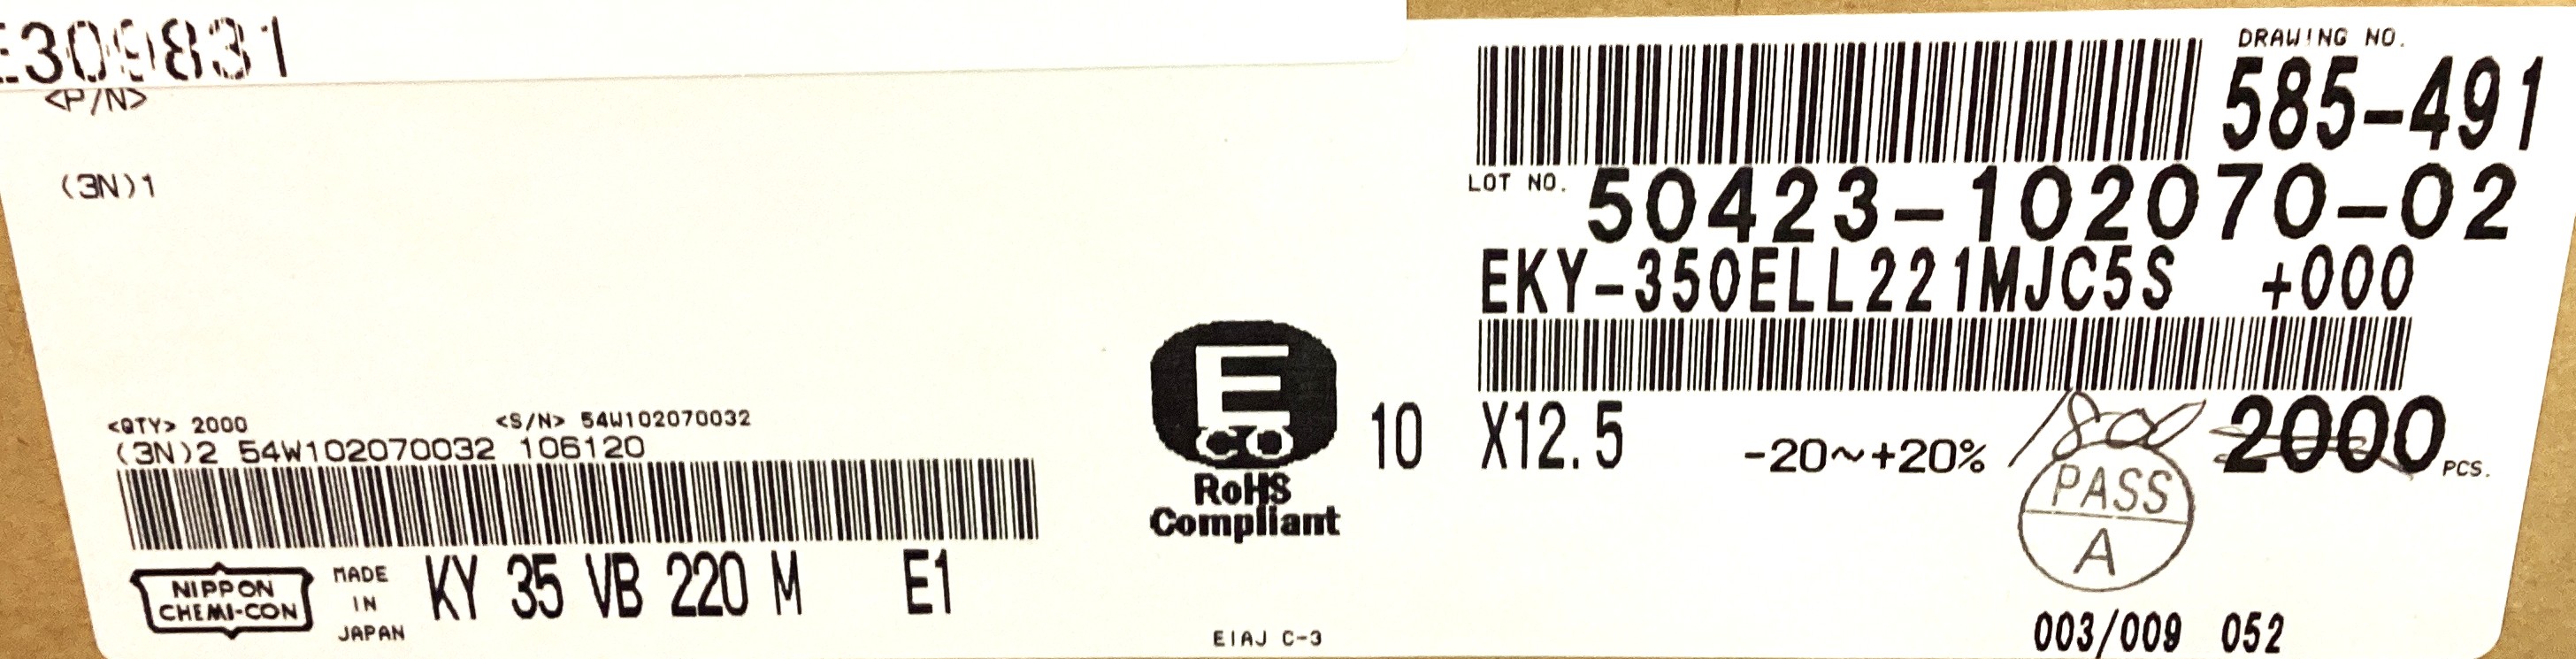 E309831
<P/N>
(3N)1
DRAWING NO.
585-491
LOT NO. 50423-102070-02
EKY-350ELL221MJC5S +000
10 X12.5 -20~+20% 2000 PCS.
PASS
A
<QTY> 2000 <S/N> 54W102070032
(3N)2 54W102070032 106120
E
CO
RoHS
Compliant
NIPPON
CHEMI-CON
MADE
IN
JAPAN
KY 35 VB 220 M E1
EIAJ C-3
003/009 052